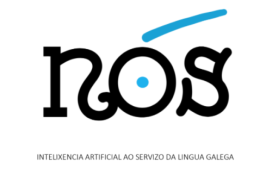 nós
INTELIXENCIA ARTIFICIAL AO SERVIZO DA LINGUA GALEGA